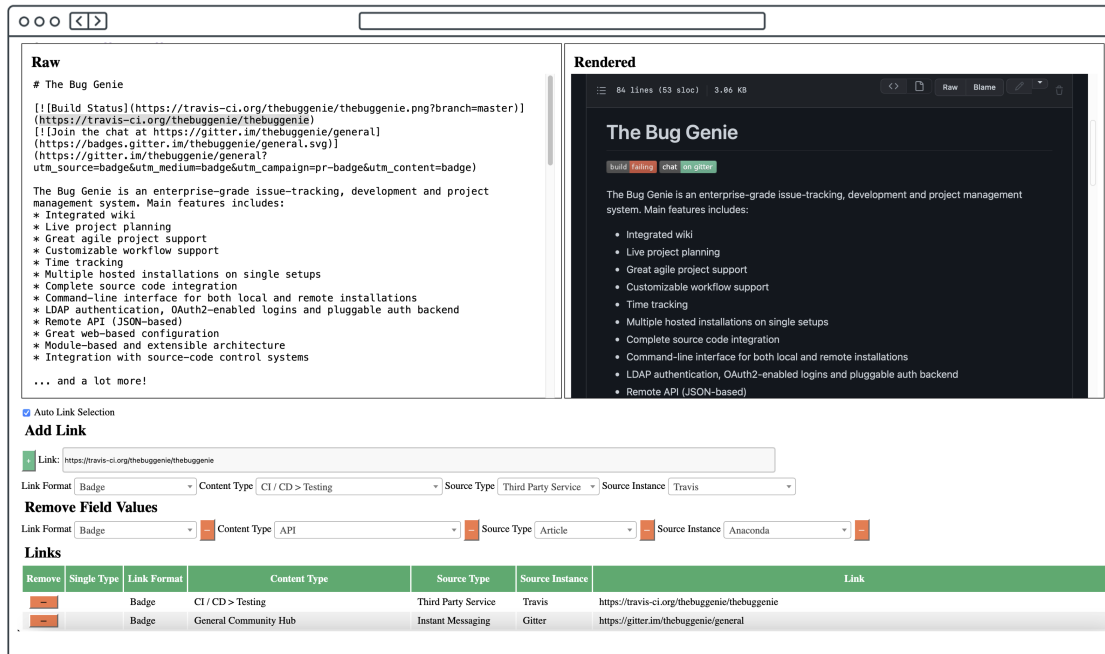 Raw
# The Bug Genie
[![Build Status](https://travis-ci.org/thebuggenie/thebuggenie.png?branch=master)]
(https://travis-ci.org/thebuggenie/thebuggenie)
[![Join the chat at https://gitter.im/thebuggenie/general]
(https://badges.gitter.im/thebuggenie/general.svg)]
(https://gitter.im/thebuggenie/general?
utm_source=badge&utm_medium=badge&utm_campaign=pr-badge&utm_content=badge)
The Bug Genie is an enterprise-grade issue-tracking, development and project
management system. Main features includes:
* Integrated wiki
* Live project planning
* Great agile project support
* Customizable workflow support
* Time tracking
* Multiple hosted installations on single setups
* Complete source code integration
* Command-line interface for both local and remote installations
* LDAP authentication, OAuth2-enabled logins and pluggable auth backend
* Remote API (JSON-based)
* Great web-based configuration
* Module-based and extensible architecture
* Integration with source-code control systems
... and a lot more!
Rendered
84 lines (53 sloc) 3.06 KB <> Raw Blame
The Bug Genie
build failing chat on gitter
The Bug Genie is an enterprise-grade issue-tracking, development and project management
system. Main features includes:
• Integrated wiki
• Live project planning
• Great agile project support
• Customizable workflow support
• Time tracking
• Multiple hosted installations on single setups
• Complete source code integration
• Command-line interface for both local and remote installations
• LDAP authentication, OAuth2-enabled logins and pluggable auth backend
• Remote API (JSON-based)
Auto Link Selection
Add Link
+ Link: https://travis-ci.org/thebuggenie/thebuggenie
Link Format Badge Content Type CI / CD > Testing Source Type Third Party Service Source Instance Travis
Remove Field Values
Link Format Badge − Content Type API − Source Type Article − Source Instance Anaconda −
Links
Remove Single Type Link Format Content Type Source Type Source Instance Link
− Badge CI / CD > Testing Third Party Service Travis https://travis-ci.org/thebuggenie/thebuggenie
− Badge General Community Hub Instant Messaging Gitter https://gitter.im/thebuggenie/general